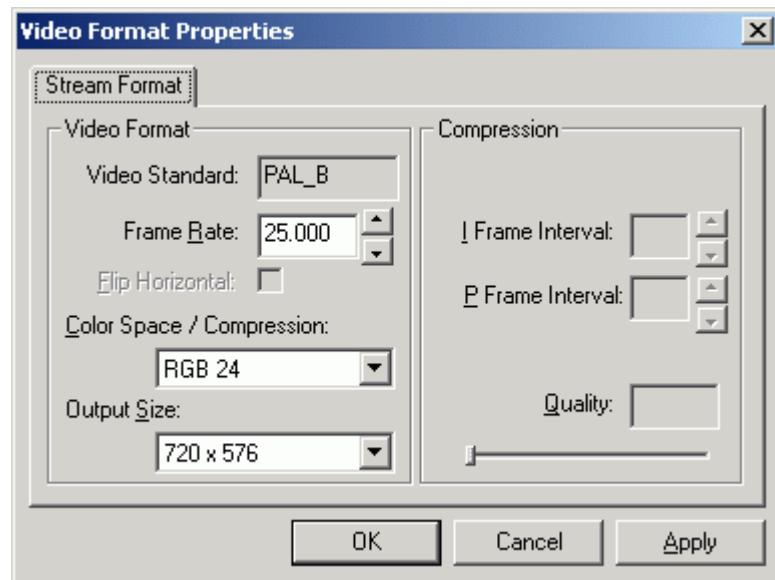 Video Format Properties
Stream Format
Video Format
Video Standard: PAL_B
Frame Rate: 25.000
Flip Horizontal:
Color Space / Compression:
RGB 24
Output Size:
720 x 576
Compression
I Frame Interval:
P Frame Interval:
Quality:
OK Cancel Apply